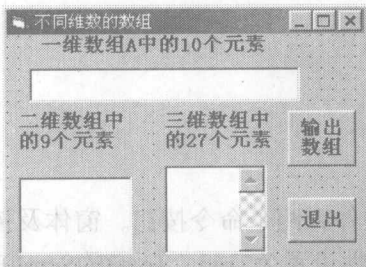 不同维数的数组
一维数组A中的10个元素
二维数组中
的9个元素
三维数组中
的27个元素
输出
数组
退出